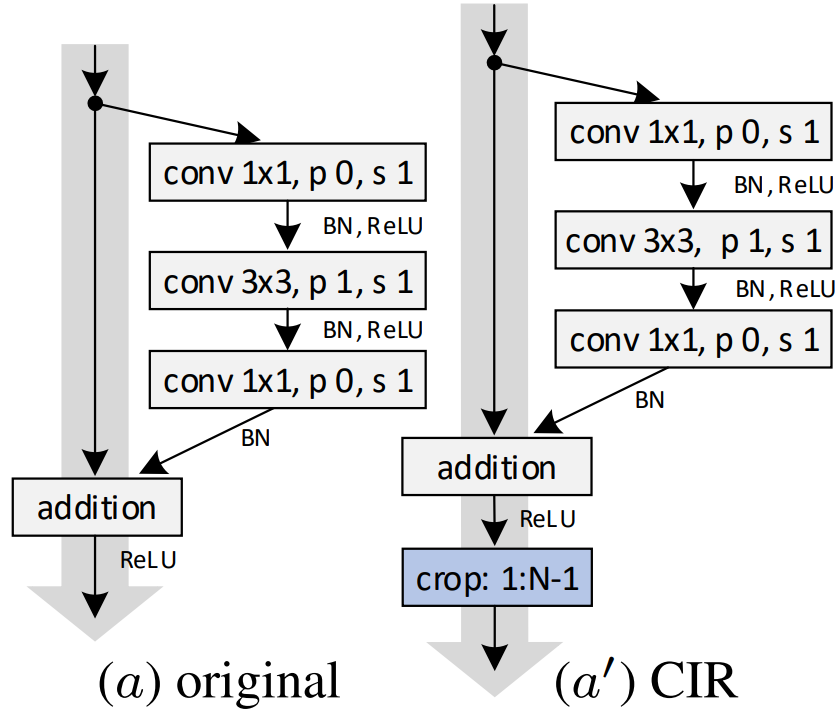 conv 1x1, p 0, s 1
BN, ReLU
conv 3x3, p 1, s 1
BN, ReLU
conv 1x1, p 0, s 1
BN
addition
ReLU
(a) original
conv 1x1, p 0, s 1
BN, ReLU
conv 3x3, p 1, s 1
BN, ReLU
conv 1x1, p 0, s 1
BN
addition
ReLU
crop: 1:N-1
(a′) CIR